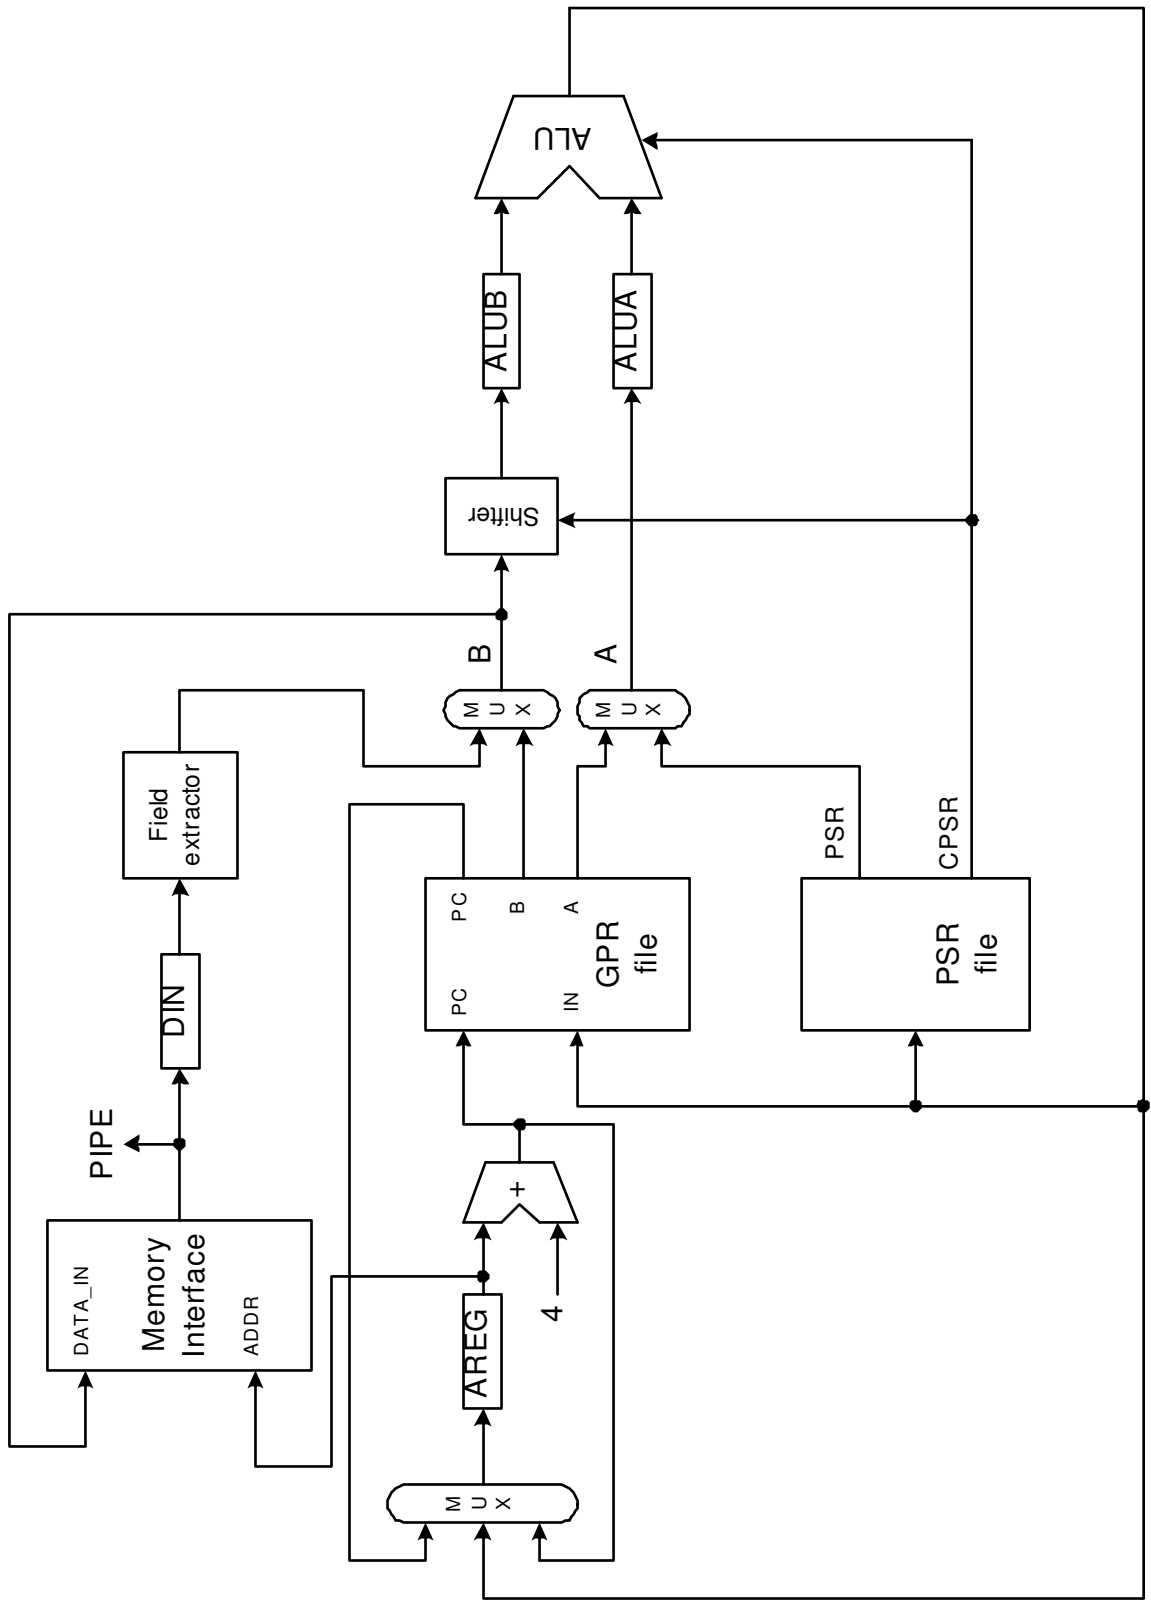 DATA_IN
Memory
Interface
ADDR
PIPE
DIN
Field
extractor
M
U
X
AREG
4
+
PC
IN
PC
B
A
GPR
file
PSR
file
PSR
CPSR
M
U
X
M
U
X
B
A
Shifter
ALUB
ALUA
ALU